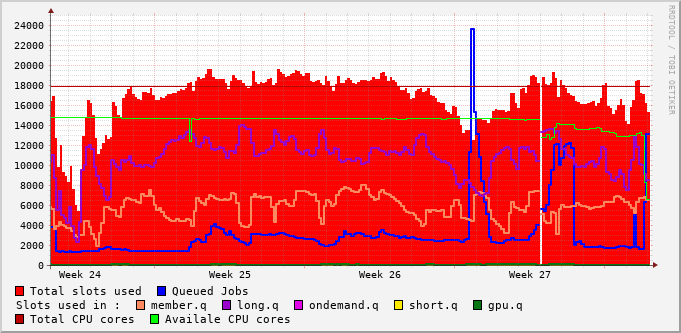 24000
22000
20000
18000
16000
14000
12000
10000
8000
6000
4000
2000
0
Week 24 Week 25 Week 26 Week 27
Total slots used Queued Jobs
Slots used in : member.q long.q ondemand.q short.q gpu.q
Total CPU cores Availale CPU cores
RRDTOOL / TOBI OETIKER